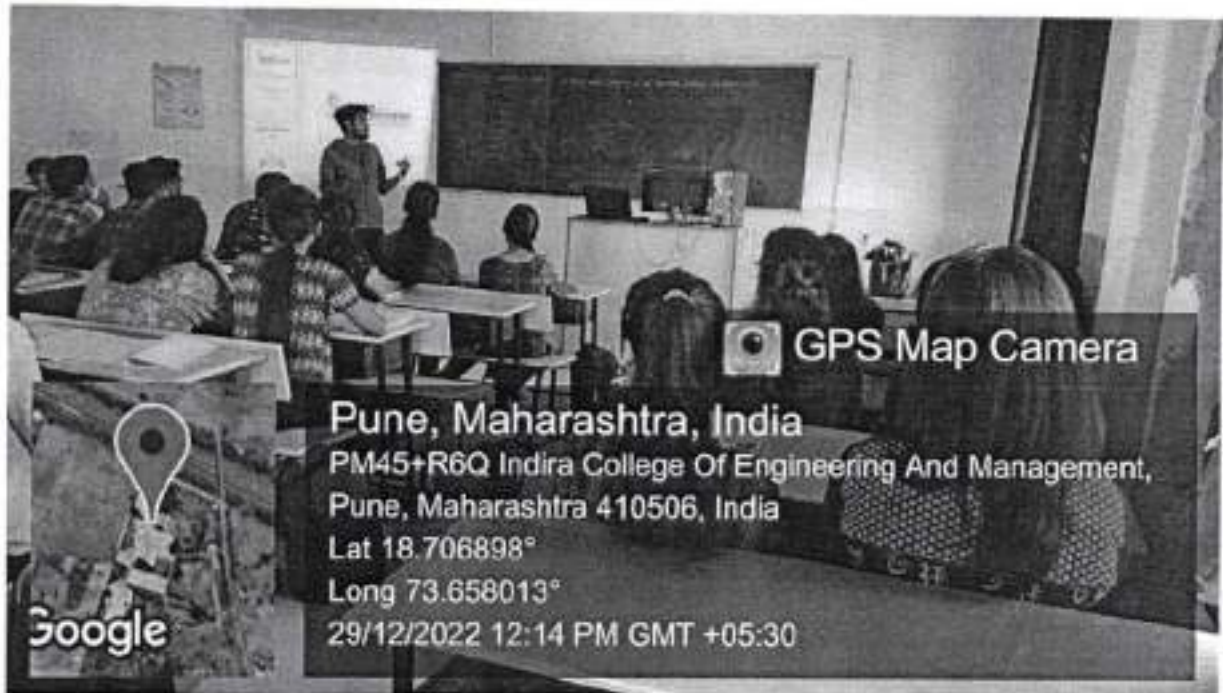 GPS Map Camera
Pune, Maharashtra, India
PM45+R6Q Indira College Of Engineering And Management,
Pune, Maharashtra 410506, India
Lat 18.706898°
Long 73.658013°
29/12/2022 12:14 PM GMT +05:30
Google